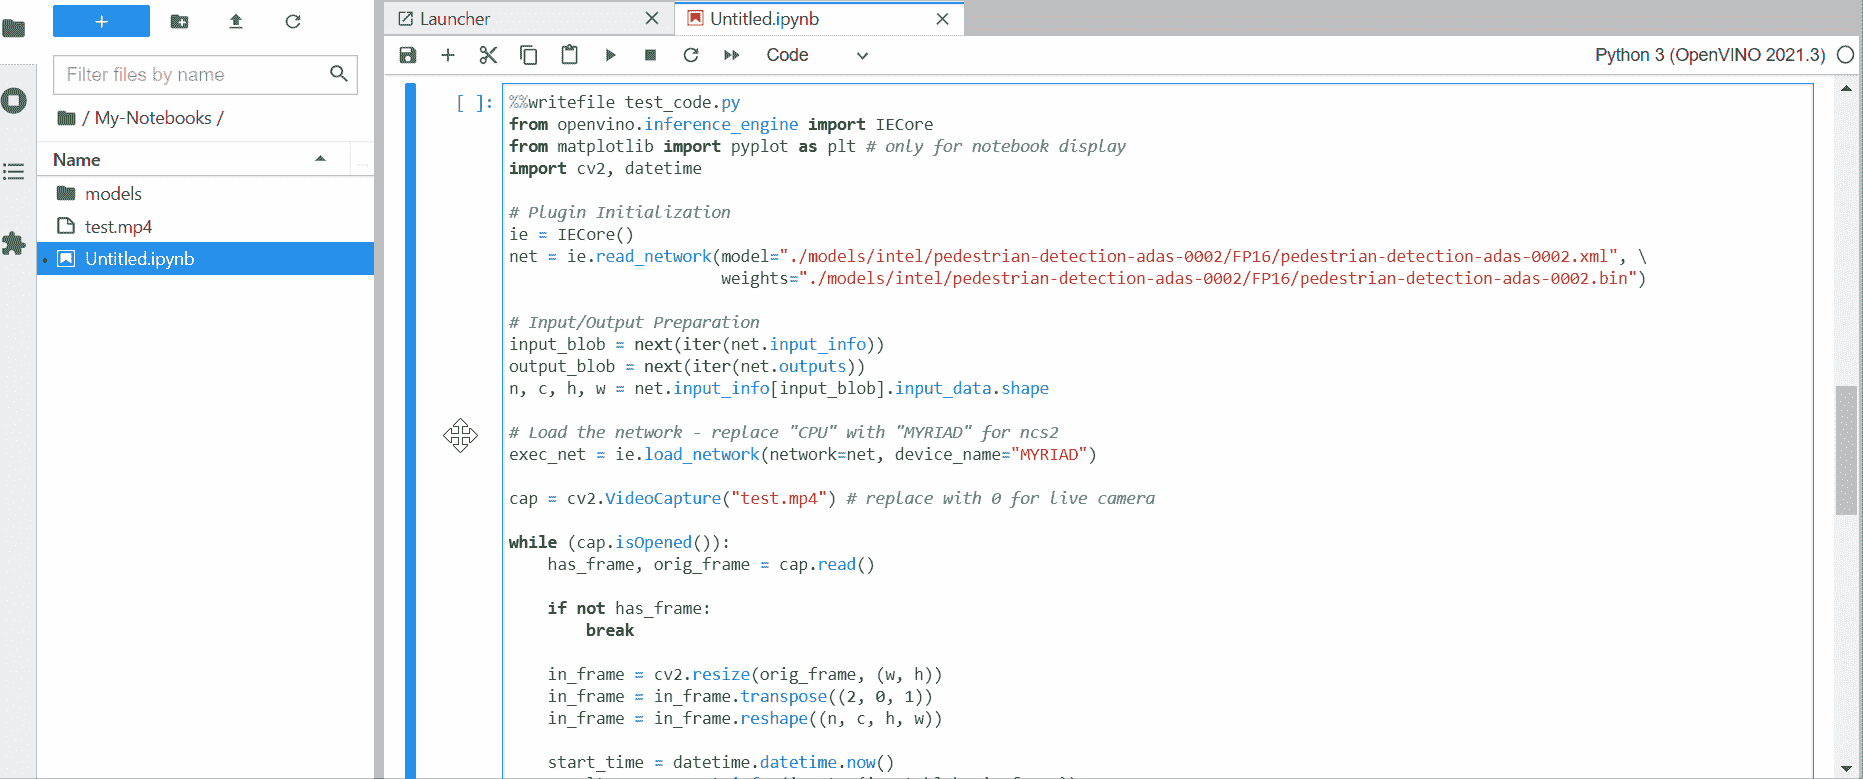 +
Filter files by name
/ My-Notebooks /
Name
...
models
test.mp4
Untitled.ipynb
Launcher
Untitled.ipynb
Code
Python 3 (OpenVINO 2021.3)
[ ]:
%%writefile test_code.py
from openvino.inference_engine import IECore
from matplotlib import pyplot as plt # only for notebook display
import cv2, datetime
# Plugin Initialization
ie = IECore()
net = ie.read_network(model="./models/intel/pedestrian-detection-adas-0002/FP16/pedestrian-detection-adas-0002.xml", \
weights="./models/intel/pedestrian-detection-adas-0002/FP16/pedestrian-detection-adas-0002.bin")
# Input/Output Preparation
input_blob = next(iter(net.input_info))
output_blob = next(iter(net.outputs))
n, c, h, w = net.input_info[input_blob].input_data.shape
# Load the network - replace "CPU" with "MYRIAD" for ncs2
exec_net = ie.load_network(network=net, device_name="MYRIAD")
cap = cv2.VideoCapture("test.mp4") # replace with 0 for live camera
while (cap.isOpened()):
has_frame, orig_frame = cap.read()
if not has_frame:
break
in_frame = cv2.resize(orig_frame, (w, h))
in_frame = in_frame.transpose((2, 0, 1))
in_frame = in_frame.reshape((n, c, h, w))
start_time = datetime.datetime.now()